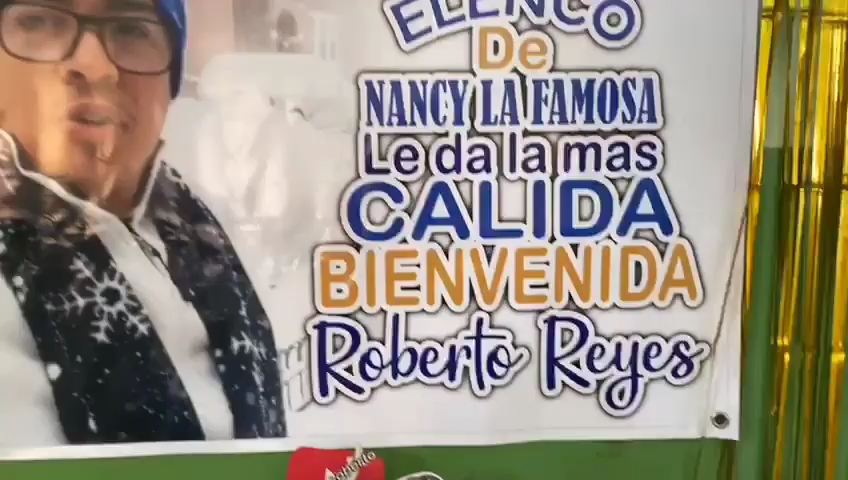 ELENCO
De
NANCY LA FAMOSA
Le da la mas
CALIDA
BIENVENIDA
Roberto Reyes